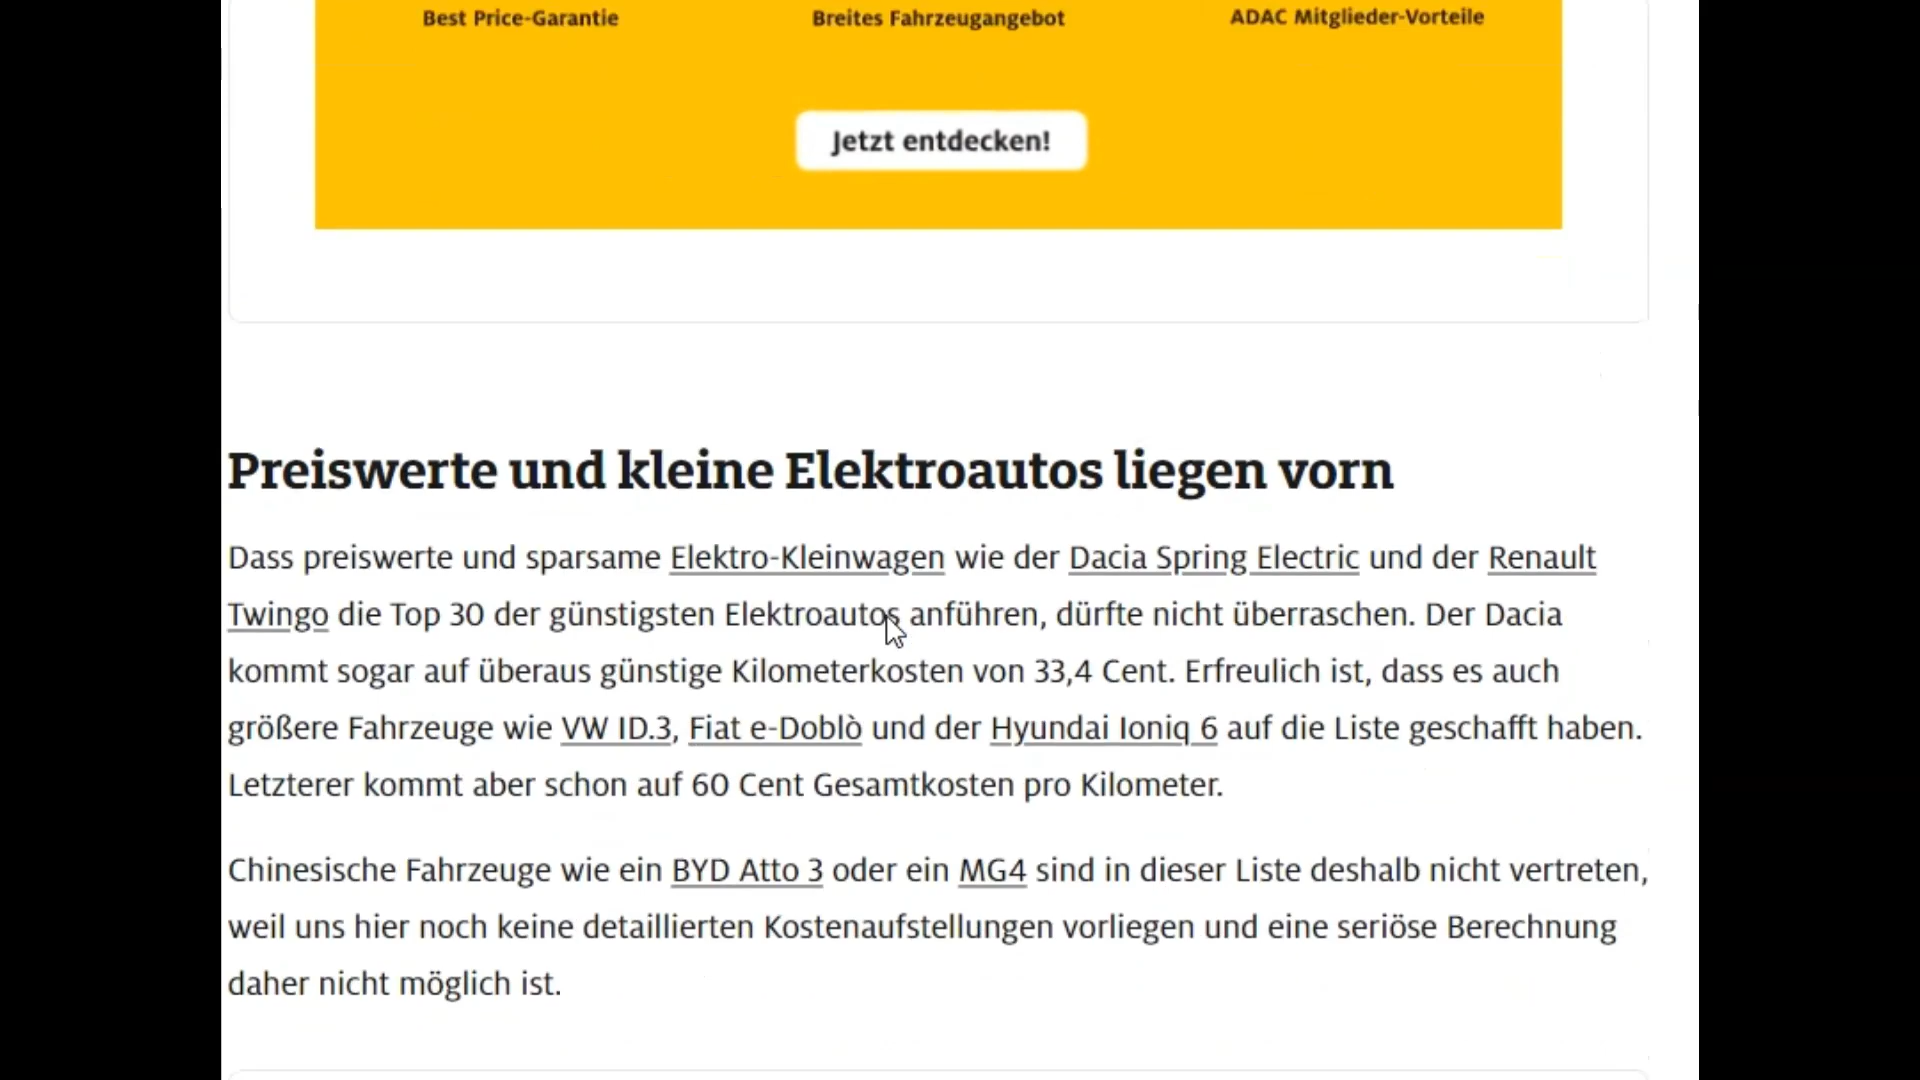 Best Price-Garantie
Breites Fahrzeugangebot
ADAC Mitglieder-Vorteile
Jetzt entdecken!
Preiswerte und kleine Elektroautos liegen vorn
Dass preiswerte und sparsame Elektro-Kleinwagen wie der Dacia Spring Electric und der Renault
Twingo die Top 30 der günstigsten Elektroautos anführen, dürfte nicht überraschen. Der Dacia
kommt sogar auf überaus günstige Kilometerkosten von 33,4 Cent. Erfreulich ist, dass es auch
größere Fahrzeuge wie VW ID.3, Fiat e-Doblò und der Hyundai Ioniq 6 auf die Liste geschafft haben.
Letzterer kommt aber schon auf 60 Cent Gesamtkosten pro Kilometer.
Chinesische Fahrzeuge wie ein BYD Atto 3 oder ein MG4 sind in dieser Liste deshalb nicht vertreten,
weil uns hier noch keine detaillierten Kostenaufstellungen vorliegen und eine seriöse Berechnung
daher nicht möglich ist.